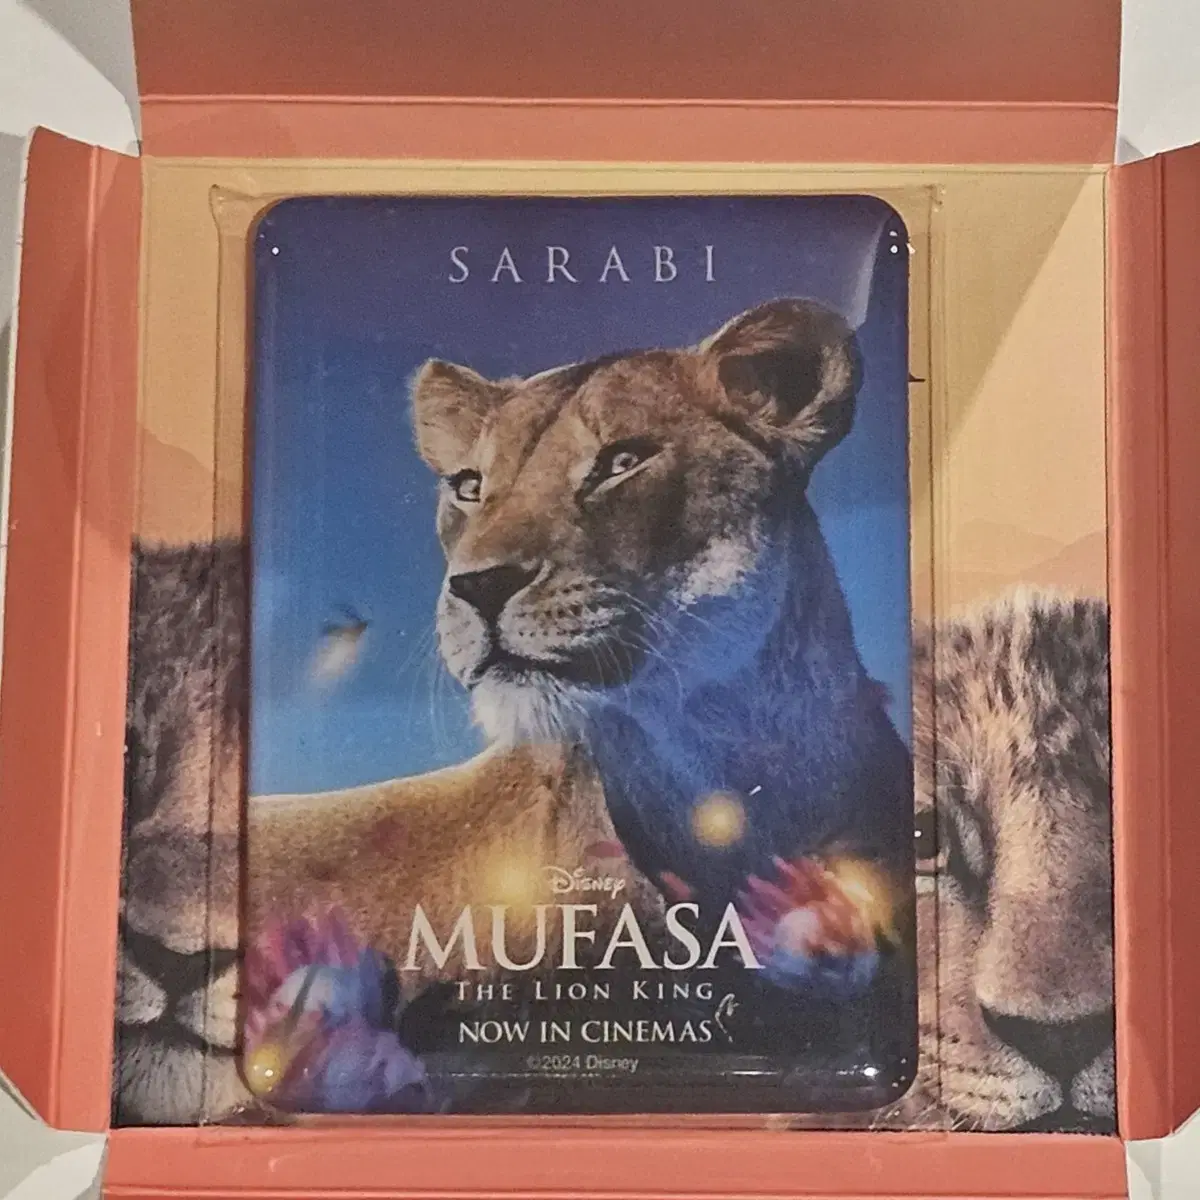 SARABI
Disney
MUFASA
THE LION KING
NOW IN CINEMAS
©2024 Disney